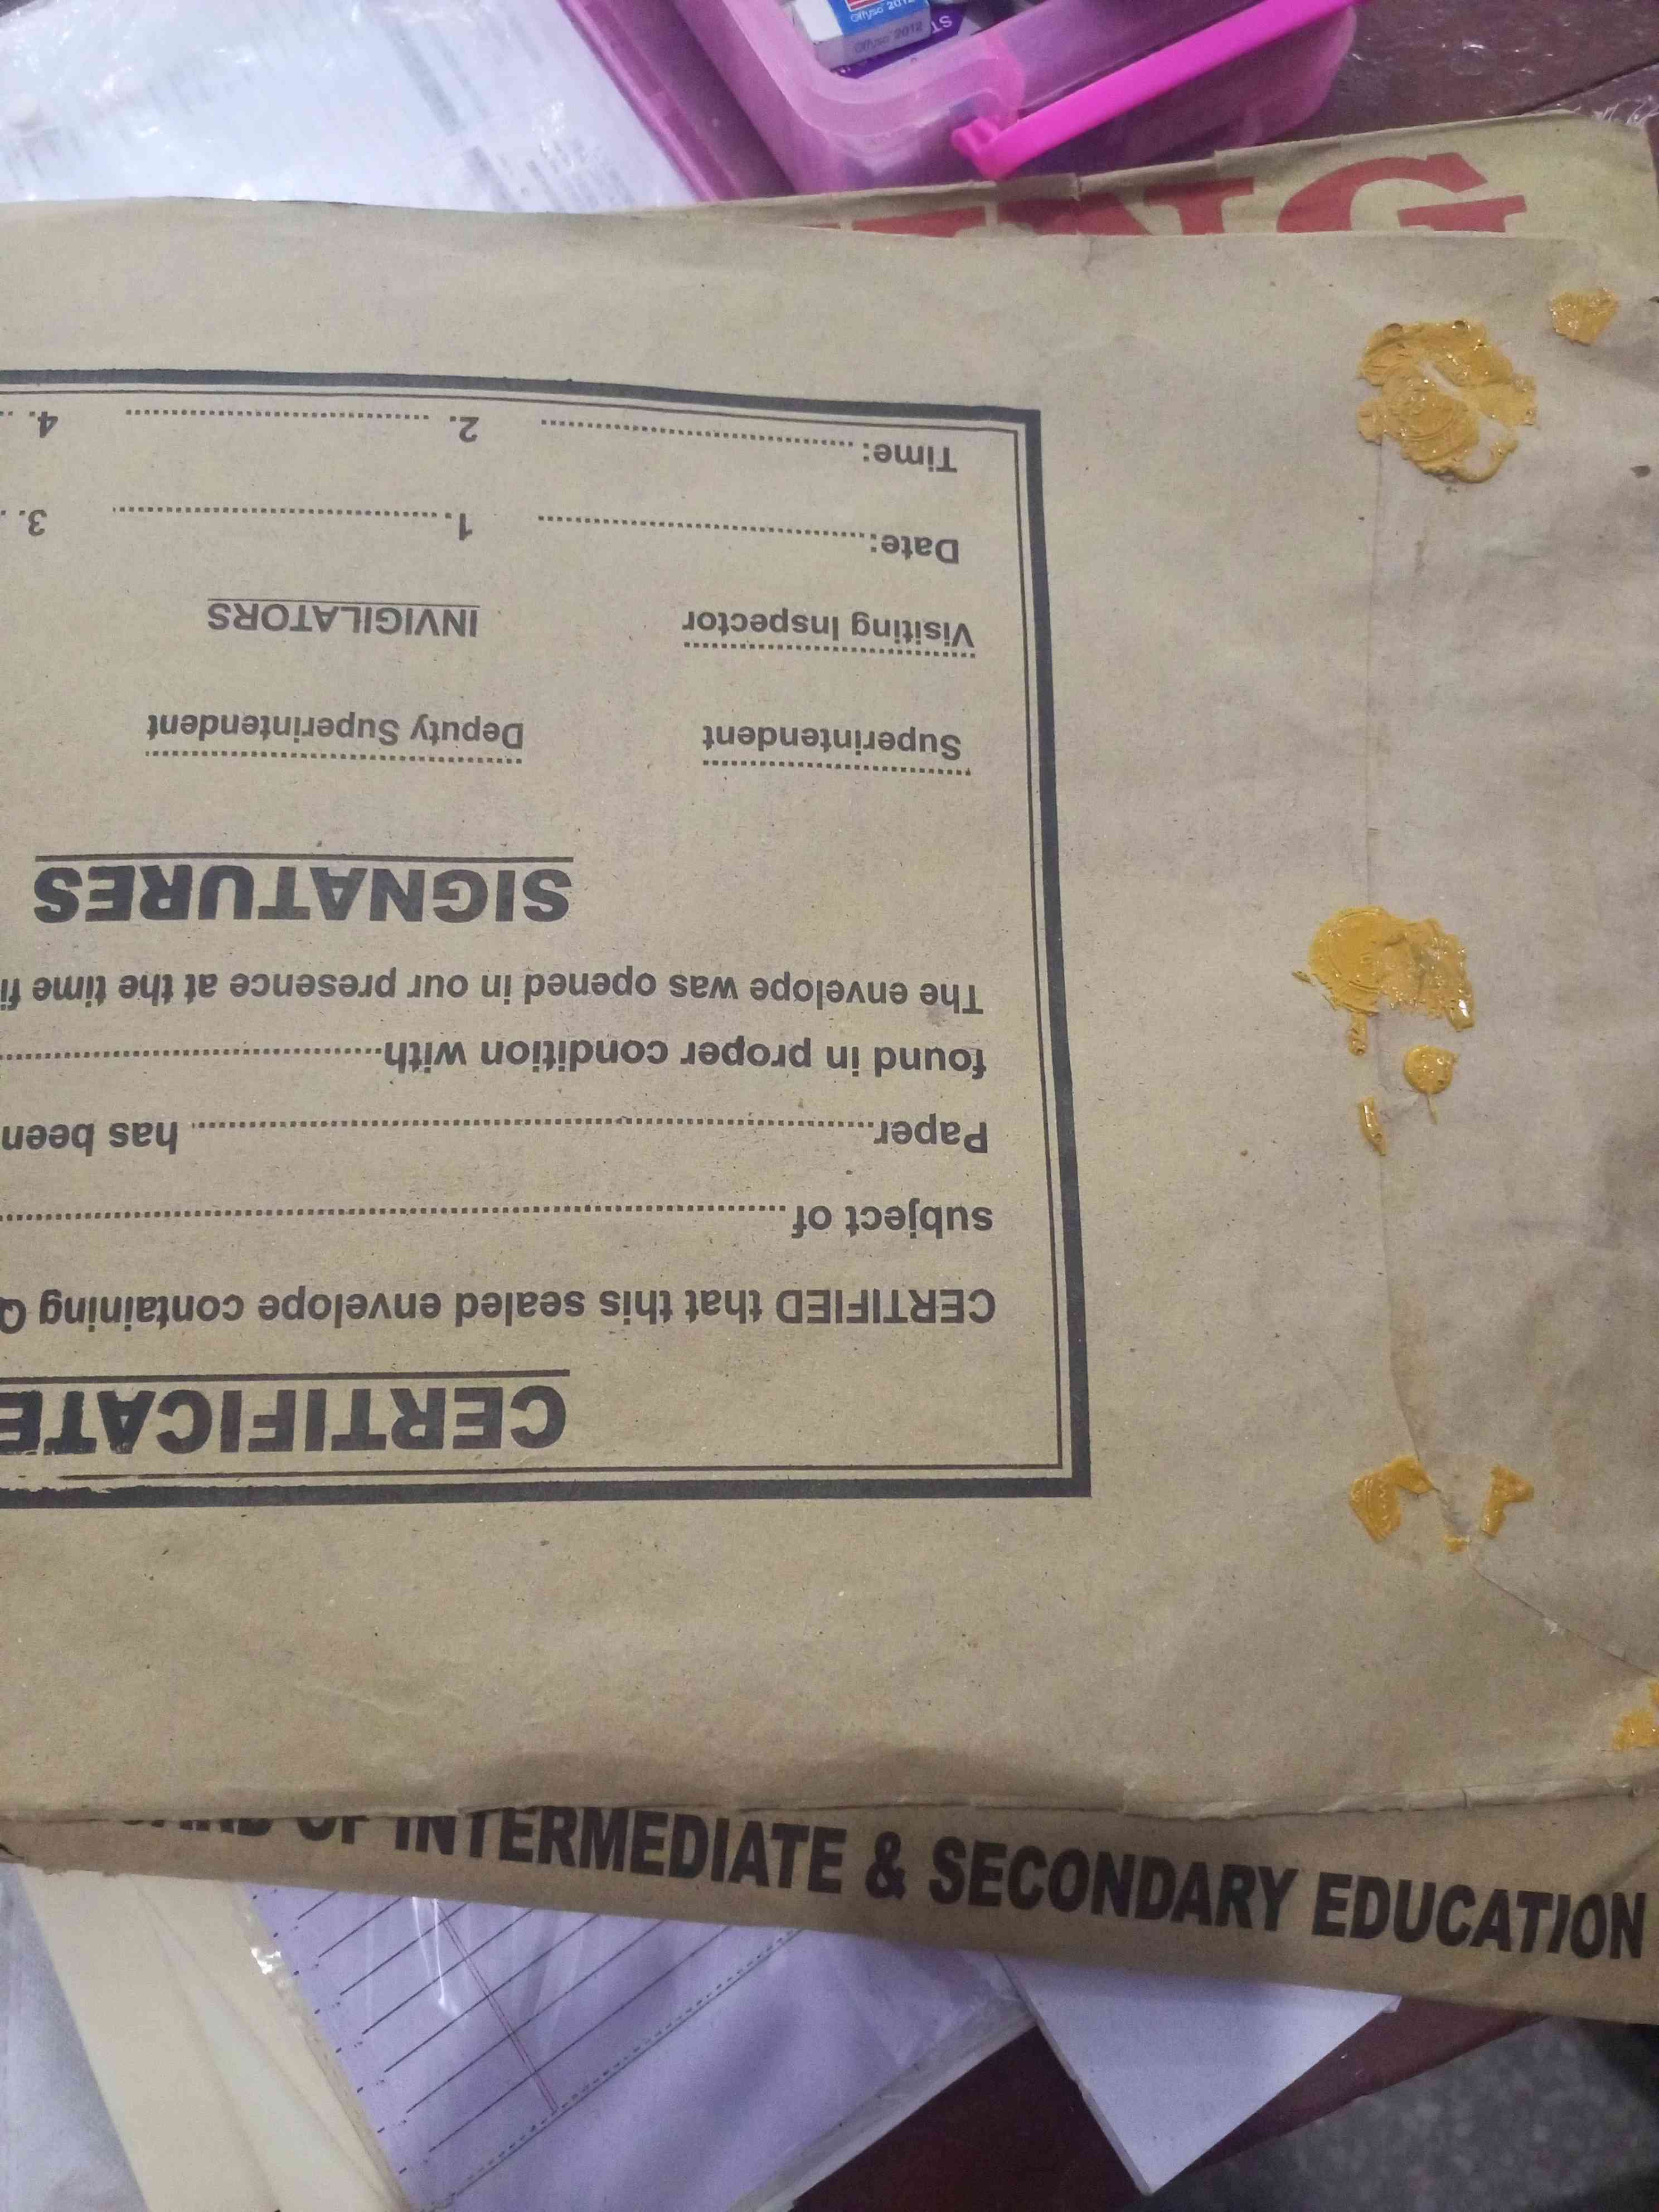 CERTIFICATE
CERTIFIED that this sealed envelope containing Q
subject of
Paper has been
found in proper condition with
The envelope was opened in our presence at the time fi
SIGNATURES
Superintendent Deputy Superintendent
Visiting Inspector INVIGILATORS
Date: 1. 3.
Time: 2. 4.
OF INTERMEDIATE & SECONDARY EDUCATION